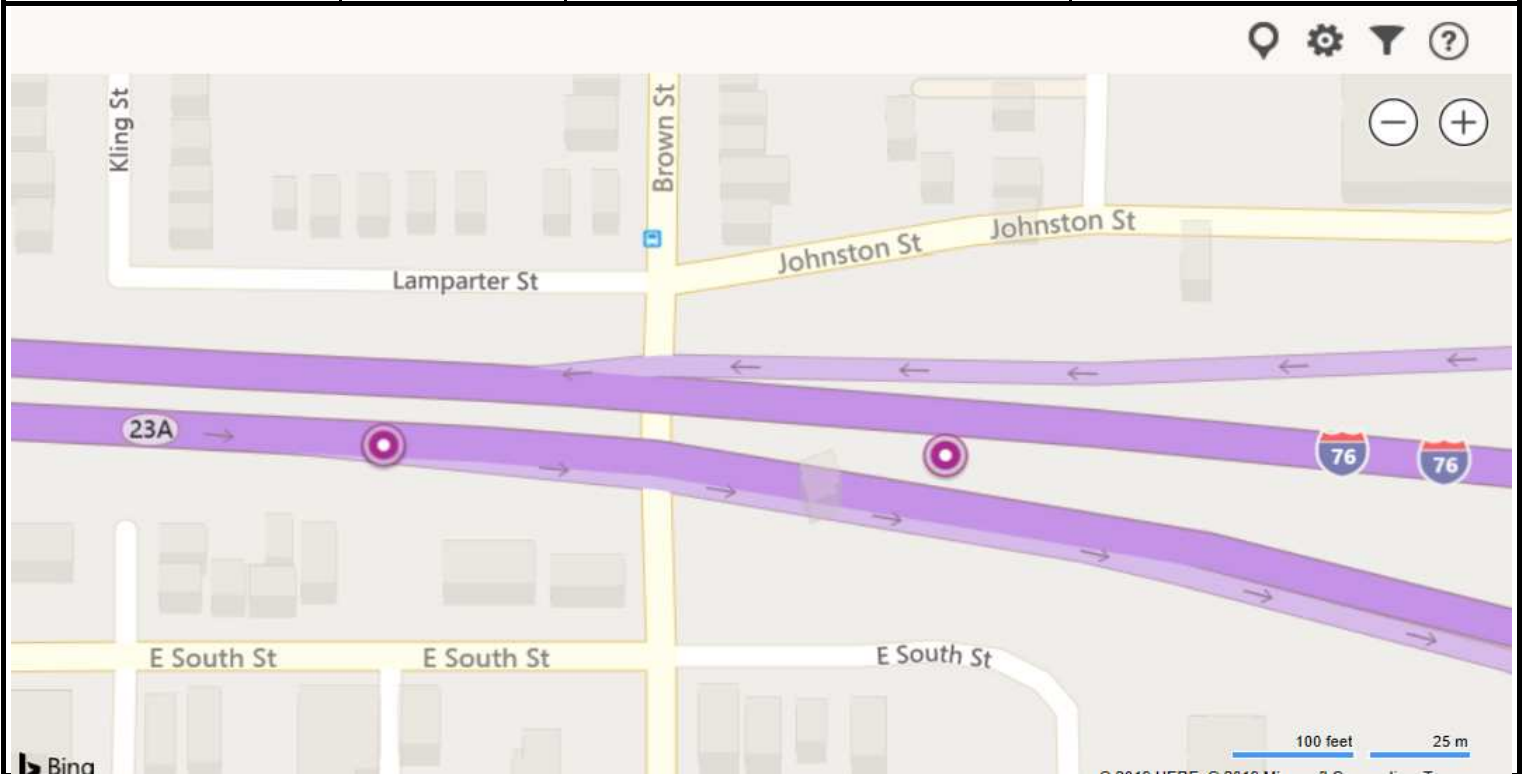 ?
Kling St
Brown St
Johnston St
Johnston St
Lamparter St
23A
76
76
E South St
E South St
E South St
100 feet
25 m
Bing